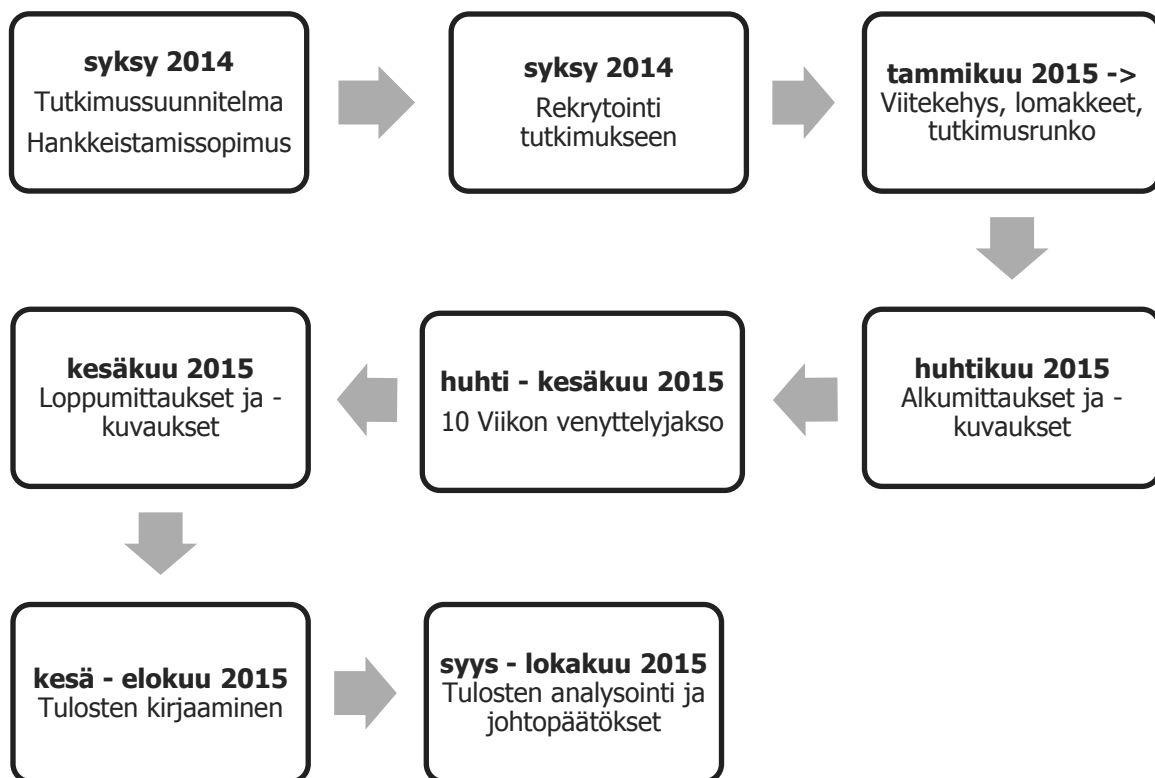 syksy 2014
Tutkimussuunnitelma
Hankkeistamissopimus
syksy 2014
Rekrytointi
tutkimukseen
tammikuu 2015 ->
Viitekehys, lomakkeet,
tutkimusrunko
huhtikuu 2015
Alkumittaukset ja -
kuvaukset
huhti - kesäkuu 2015
10 Viikon venyttelyjakso
kesäkuu 2015
Loppumittaukset ja -
kuvaukset
kesä - elokuu 2015
Tulosten kirjaaminen
syys - lokakuu 2015
Tulosten analysointi ja
johtopäätökset